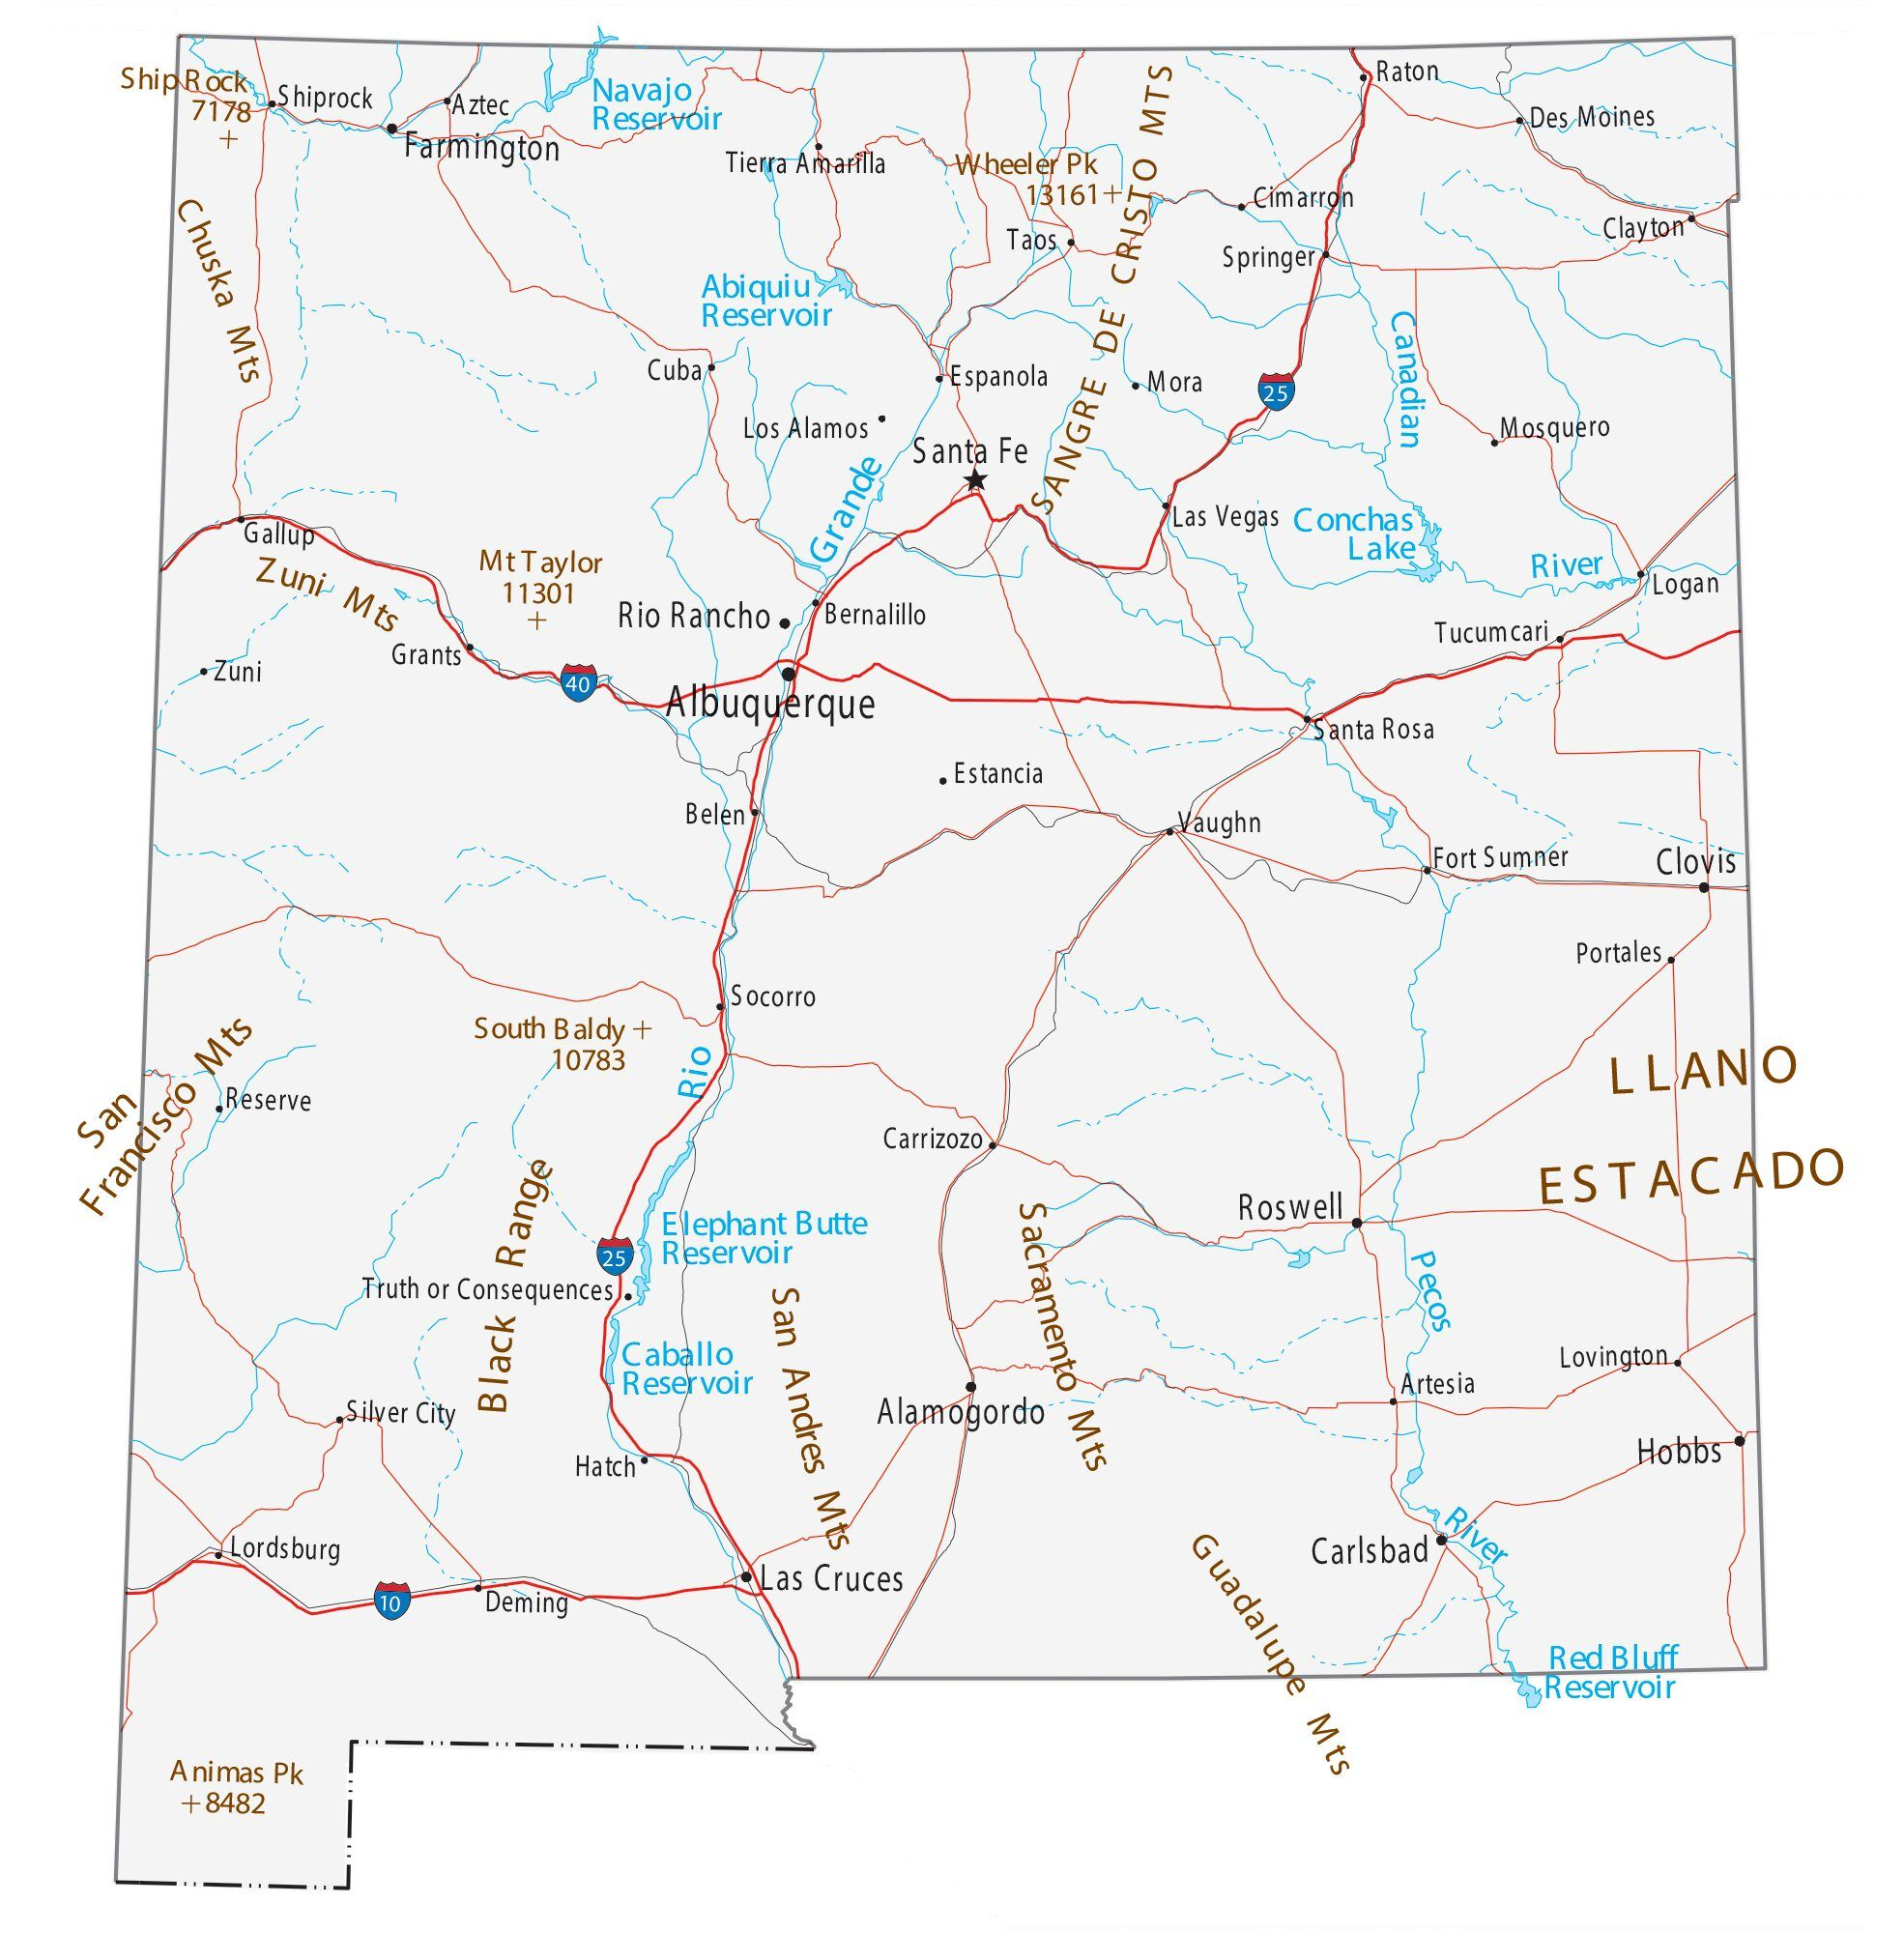 Ship Rock
7178
Shiprock
Aztec
Farmington
Navajo
Reservoir
Tierra Amarilla
Wheeler Pk
13161
Taos
SANGRE DE CRISTO MTS
Raton
Des Moines
Cimarron
Clayton
Springer
Chuska Mts
Abiquiu
Reservoir
Cuba
Espanola
Mora
25
Canadian
Los Alamos
Mosquero
Santa Fe
Grande
Gallup
Las Vegas
Conchas
Lake
River
Logan
Zuni Mts
Mt Taylor
11301
Rio Rancho
Bernalillo
Tucumcari
Grants
Zuni
40
Albuquerque
Santa Rosa
Estancia
Belen
Vaughn
Fort Sumner
Clovis
Portales
Socorro
South Baldy
10783
Rio
San
Francisco Mts
Reserve
LLANO
ESTACADO
Carrizozo
Black Range
Roswell
Elephant Butte
Reservoir
25
Truth or Consequences
Sacramento Mts
Pecos
San Andres Mts
Caballo
Reservoir
Lovington
Artesia
Silver City
Alamogordo
Hobbs
Hatch
River
Lordsburg
Carlsbad
Guadalupe Mts
Las Cruces
10
Deming
Red Bluff
Reservoir
Animas Pk
8482